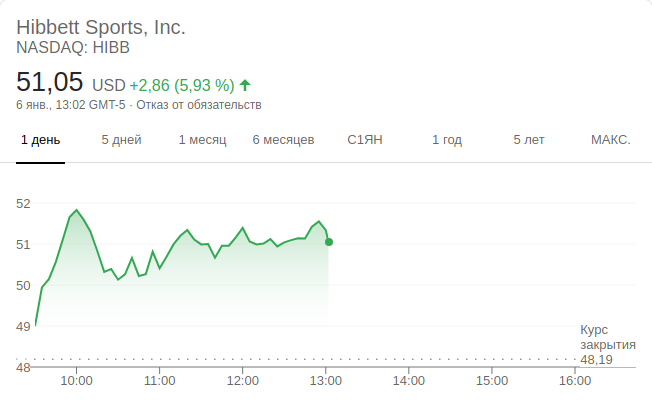 Hibbett Sports, Inc.
NASDAQ: HIBB
51,05 USD +2,86 (5,93 %)
6 янв., 13:02 GMT-5 · Отказ от обязательств
1 день 5 дней 1 месяц 6 месяцев С1ЯН 1 год 5 лет МАКС.
52
51
50
49
48
Курс
закрытия
48,19
10:00 11:00 12:00 13:00 14:00 15:00 16:00